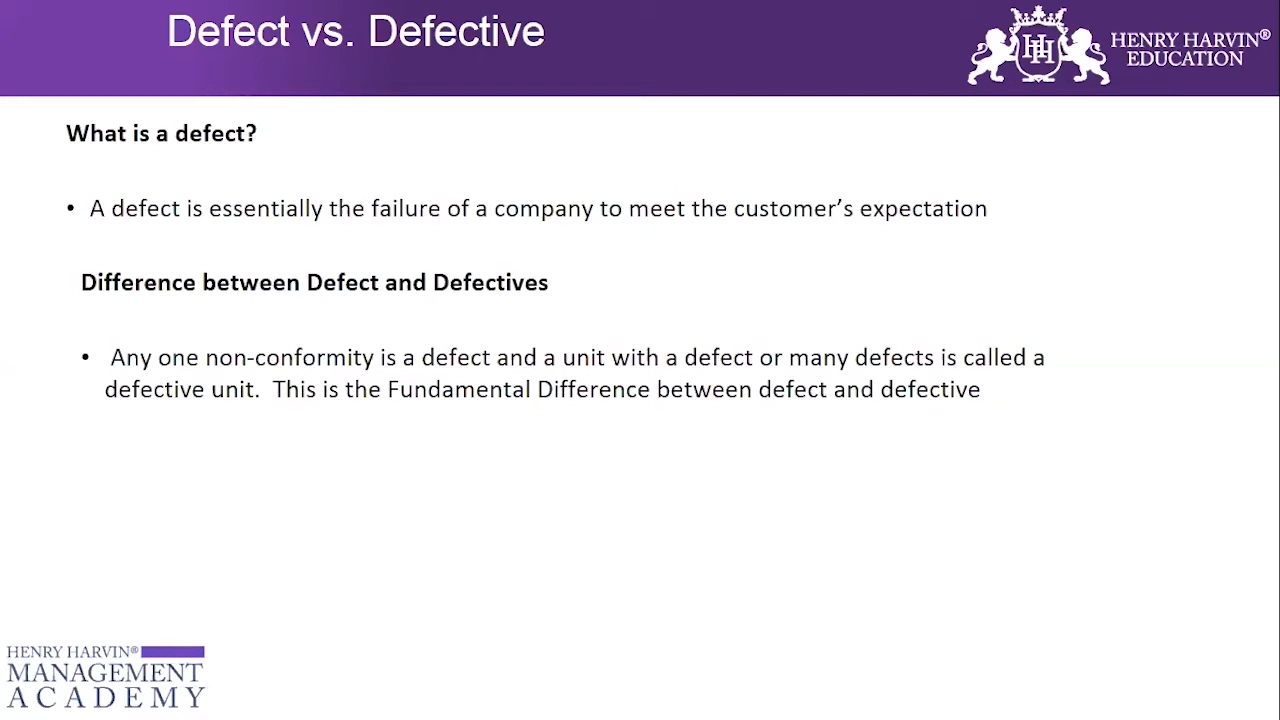 Defect vs. Defective
HH
HENRY HARVIN®
EDUCATION
What is a defect?
• A defect is essentially the failure of a company to meet the customer’s expectation
Difference between Defect and Defectives
• Any one non-conformity is a defect and a unit with a defect or many defects is called a
defective unit.  This is the Fundamental Difference between defect and defective
HENRY HARVIN®
MANAGEMENT
ACADEMY